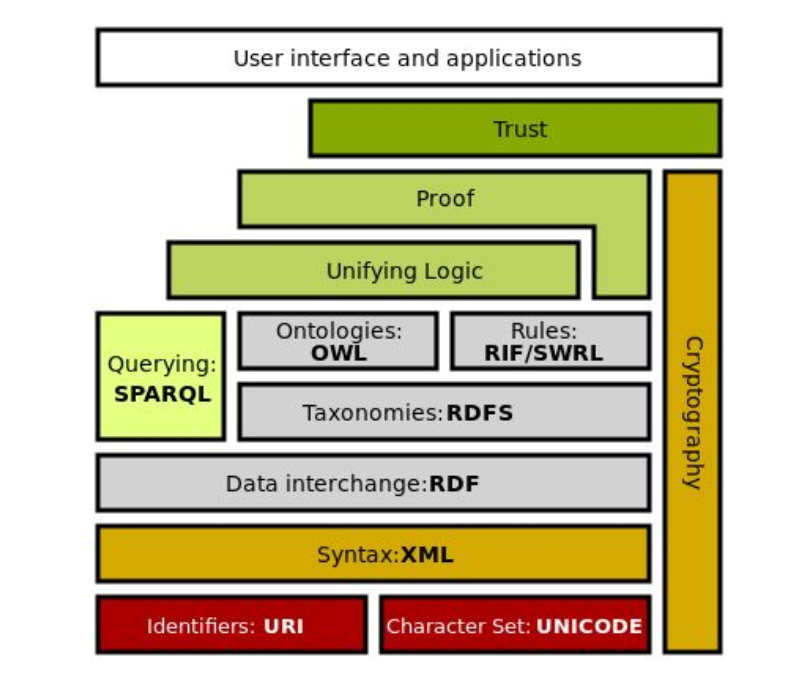 User interface and applications
Trust
Proof
Unifying Logic
Querying:
SPARQL
Ontologies:
OWL
Rules:
RIF/SWRL
Taxonomies:RDFS
Data interchange:RDF
Syntax:XML
Identifiers: URI
Character Set: UNICODE
Cryptography